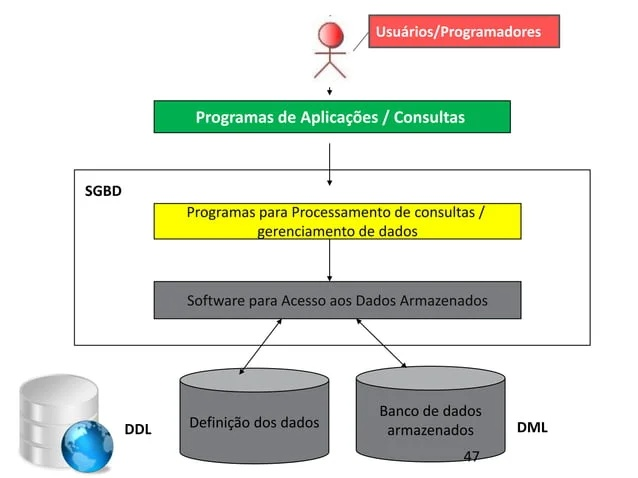 Usuários/Programadores
Programas de Aplicações / Consultas
SGBD
Programas para Processamento de consultas /
gerenciamento de dados
Software para Acesso aos Dados Armazenados
DDL
Definição dos dados
Banco de dados
armazenados
DML
47